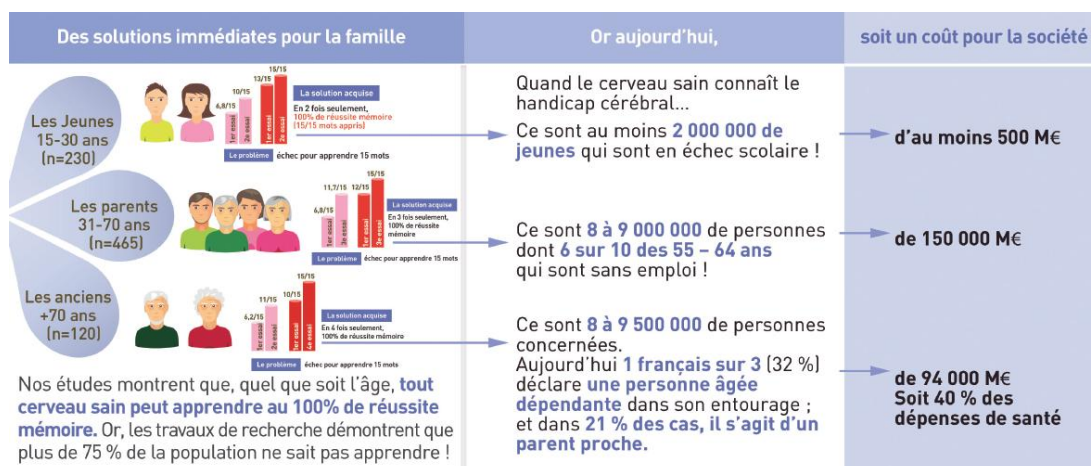 Des solutions immédiates pour la famille
Or aujourd'hui,
soit un coût pour la société
Les Jeunes
15-30 ans
(n=230)
6,8/15
10/15
13/15
15/15
1er essai
2e essai
1er essai
2e essai
La solution acquise
En 2 fois seulement,
100% de réussite mémoire
(15/15 mots appris)
Le problème échec pour apprendre 15 mots
Quand le cerveau sain connaît le
handicap cérébral...
Ce sont au moins 2 000 000 de
jeunes qui sont en échec scolaire !
d'au moins 500 M€
Les parents
31-70 ans
(n=465)
6,8/15
11,7/15
12/15
15/15
1er essai
3e essai
1er essai
3e essai
La solution acquise
En 3 fois seulement,
100% de réussite
mémoire
Le problème échec pour apprendre 15 mots
Ce sont 8 à 9 000 000 de personnes
dont 6 sur 10 des 55 – 64 ans
qui sont sans emploi !
de 150 000 M€
Les anciens
+70 ans
(n=120)
6,2/15
11/15
10/15
15/15
1er essai
2e essai
1er essai
4e essai
La solution acquise
En 4 fois seulement,
100% de réussite mémoire
Le problème échec pour apprendre 15 mots
Ce sont 8 à 9 500 000 de personnes
concernées.
Aujourd'hui 1 français sur 3 (32 %)
déclare une personne âgée
dépendante dans son entourage ;
et dans 21 % des cas, il s'agit d'un
parent proche.
de 94 000 M€
Soit 40 % des
dépenses de santé
Nos études montrent que, quel que soit l'âge, tout
cerveau sain peut apprendre au 100% de réussite
mémoire. Or, les travaux de recherche démontrent que
plus de 75 % de la population ne sait pas apprendre !